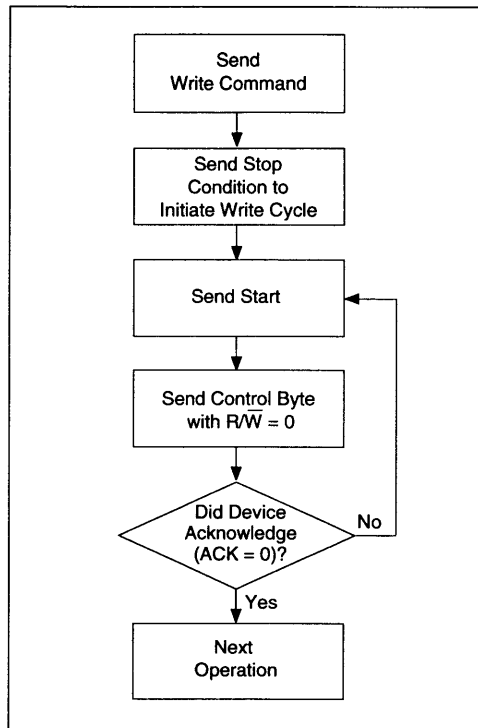 Send
Write Command
Send Stop
Condition to
Initiate Write Cycle
Send Start
Send Control Byte
with R/W̅ = 0
Did Device
Acknowledge
(ACK = 0)?
No
Yes
Next
Operation